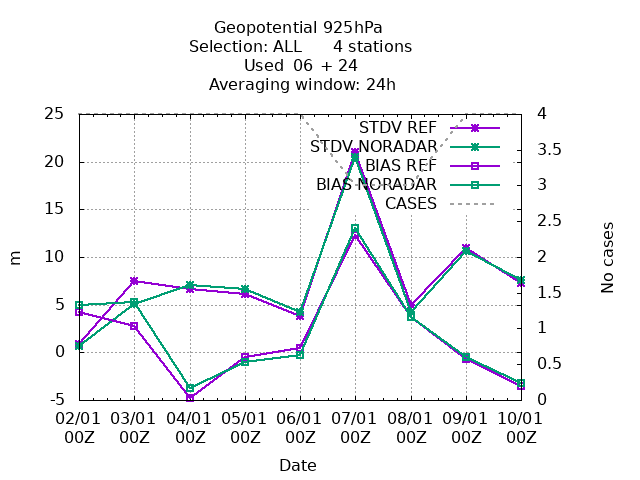 Geopotential 925hPa
Selection: ALL 4 stations
Used 06 + 24
Averaging window: 24h
STDV REF
STDV NORADAR
BIAS REF
BIAS NORADAR
CASES
25
20
15
10
5
0
-5
m
4
3.5
3
2.5
2
1.5
1
0.5
0
No cases
02/01 03/01 04/01 05/01 06/01 07/01 08/01 09/01 10/01
00Z 00Z 00Z 00Z 00Z 00Z 00Z 00Z 00Z
Date